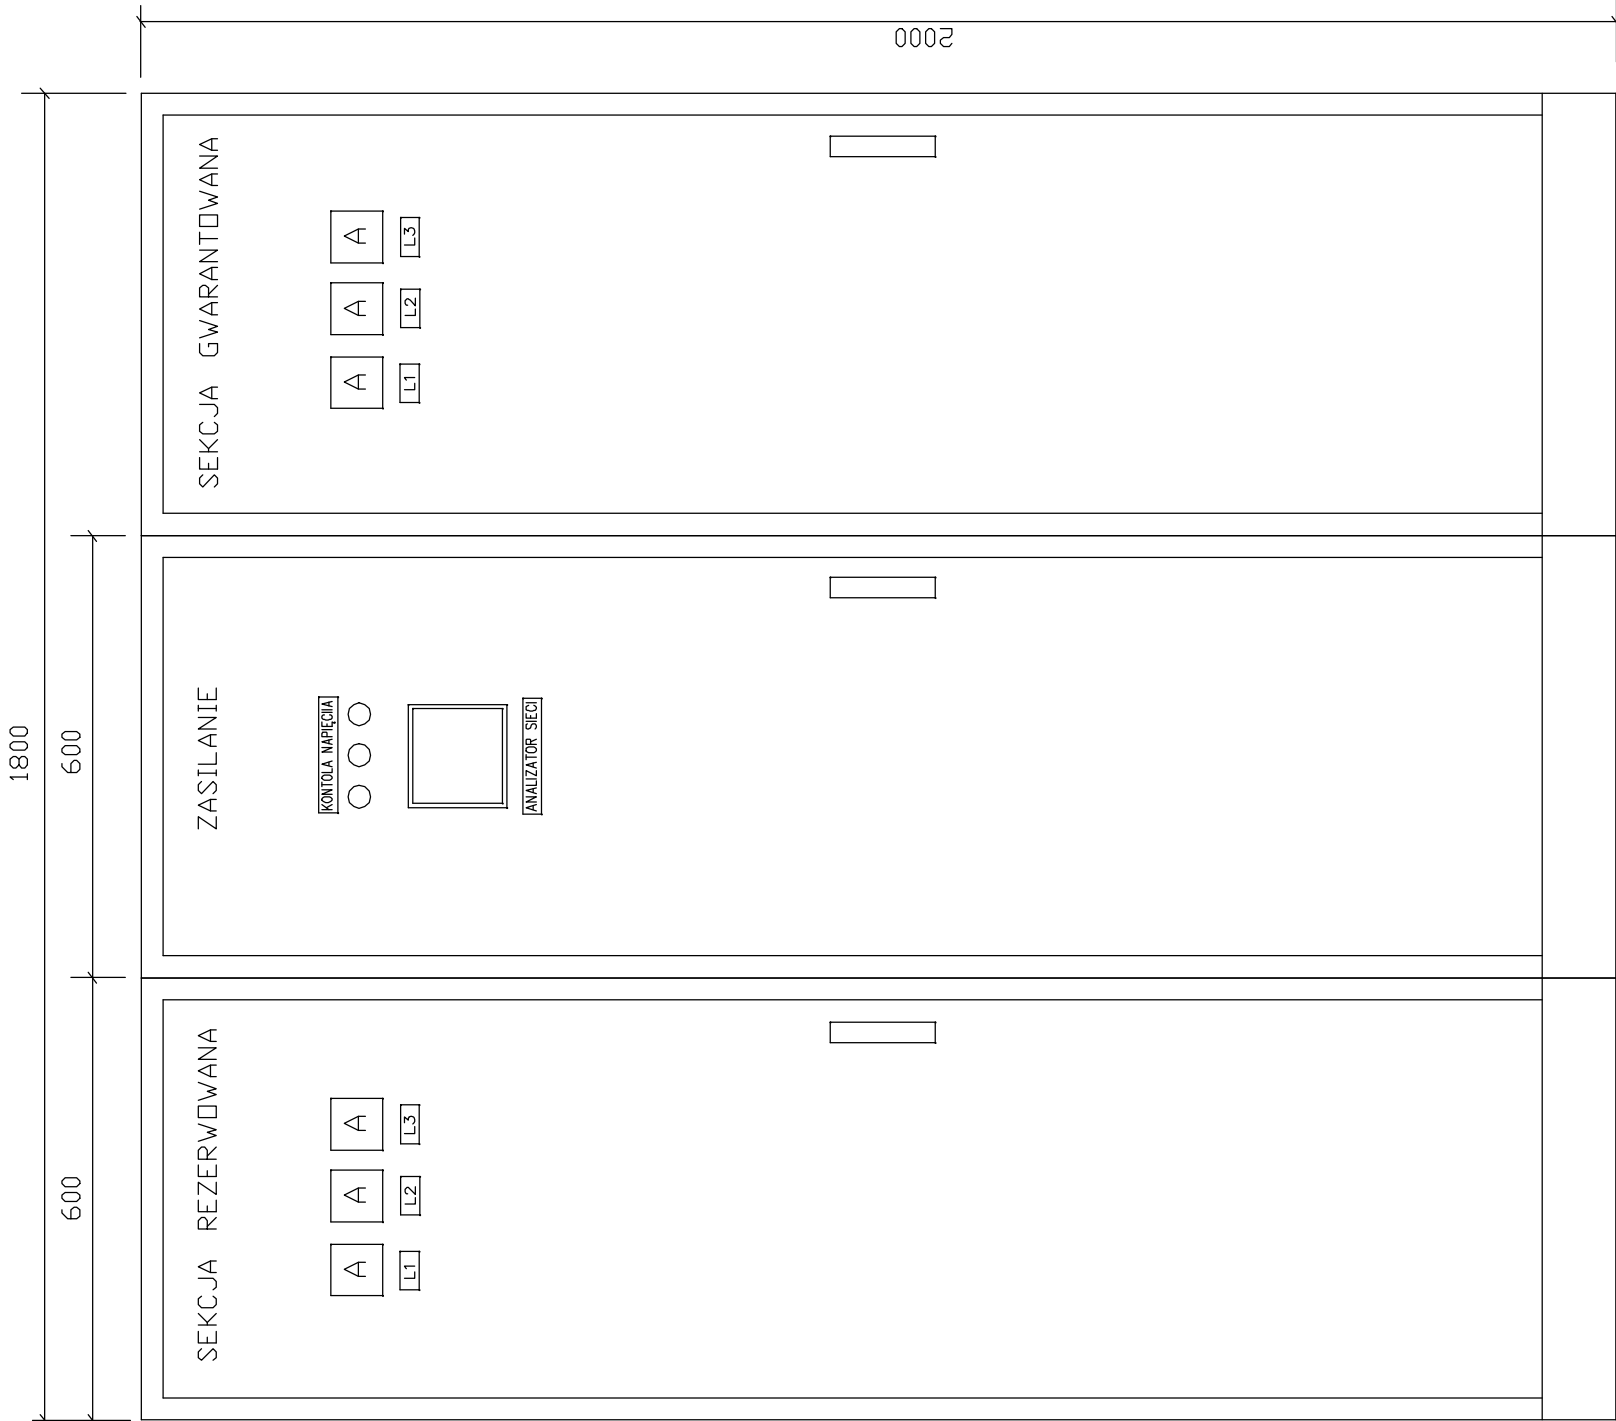 1800
600
600
2000
SEKCJA REZERWOWANA
A A A
L1 L2 L3
ZASILANIE
KONTOLA NAPIĘCIIA
ANALIZATOR SIECI
SEKCJA GWARANTOWANA
A A A
L1 L2 L3